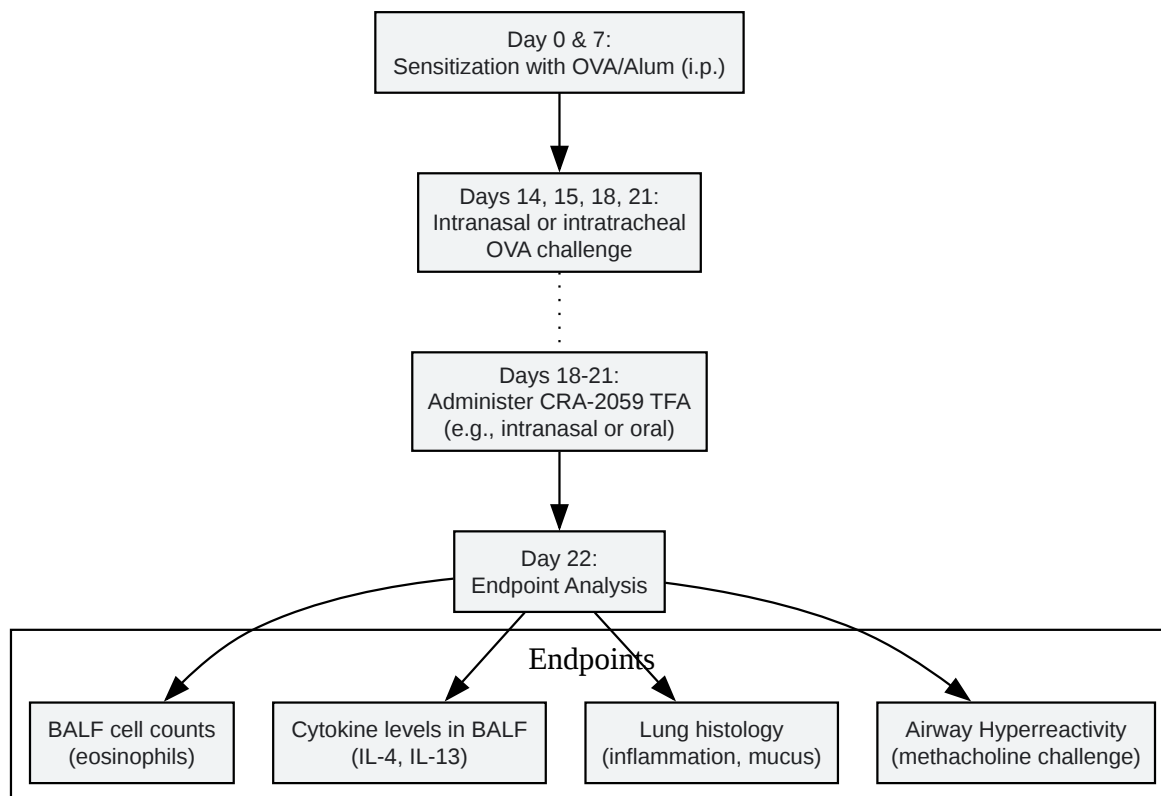 Day 0 & 7:
Sensitization with OVA/Alum (i.p.)
Days 14, 15, 18, 21:
Intranasal or intratracheal
OVA challenge
Days 18-21:
Administer CRA-2059 TFA
(e.g., intranasal or oral)
Day 22:
Endpoint Analysis
Endpoints
BALF cell counts
(eosinophils)
Cytokine levels in BALF
(IL-4, IL-13)
Lung histology
(inflammation, mucus)
Airway Hyperreactivity
(methacholine challenge)